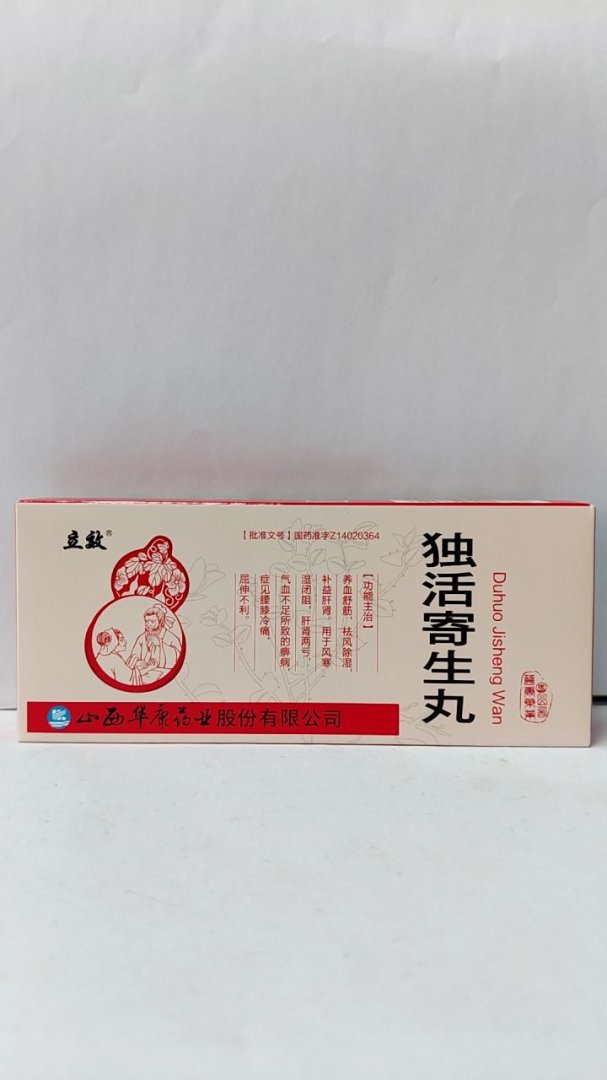 立效®
【批准文号】国药准字Z14020364
独活寄生丸
Duhuo Jisheng Wan
【功能主治】
养血舒筋，祛风除湿，
补益肝肾。用于风寒
湿闭阻，肝肾两亏，
气血不足所致的痹病，
症见腰膝冷痛，
屈伸不利。
山西华康药业股份有限公司